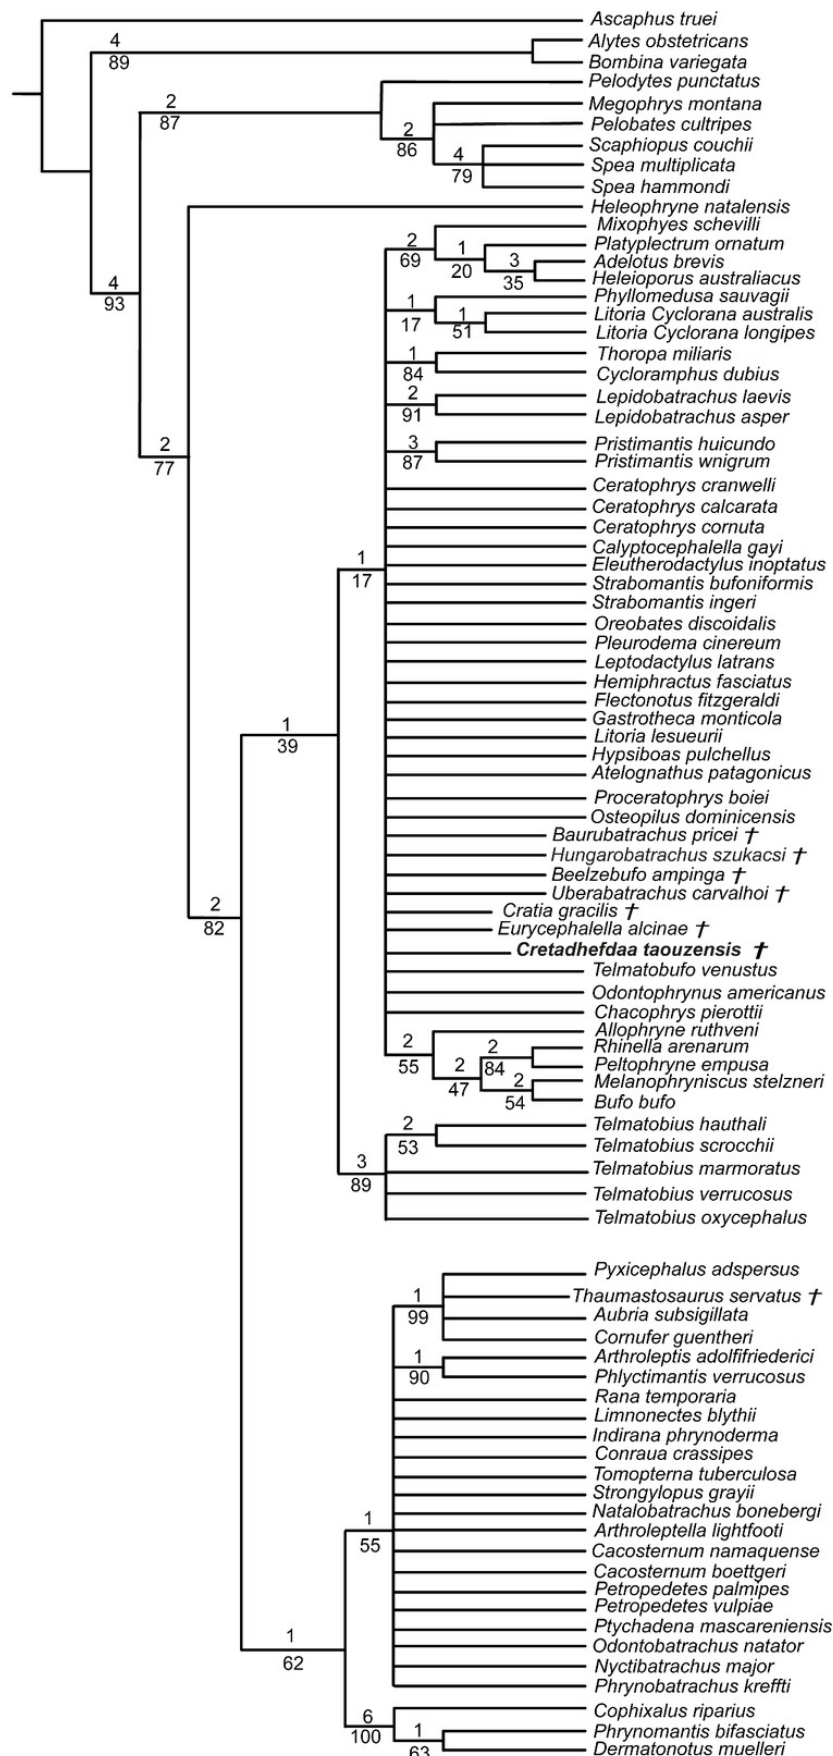 Ascaphus truei
4
Alytes obstetricans
89
Bombina variegata
Pelodytes punctatus
2
Megophrys montana
87
Pelobates cultripes
2
86
Scaphiopus couchii
4
Spea multiplicata
79
Spea hammondi
Heleophryne natalensis
Mixophyes schevilli
2
Platyplectrum ornatum
1
69
Adelotus brevis
3
20
Heleioporus australiacus
35
4
93
Phyllomedusa sauvagii
1
Litoria Cyclorana australis
1
17
Litoria Cyclorana longipes
51
Thoropa miliaris
1
84
Cycloramphus dubius
2
Lepidobatrachus laevis
91
Lepidobatrachus asper
2
77
3
Pristimantis huicundo
87
Pristimantis wnigrum
Ceratophrys cranwelli
Ceratophrys calcarata
Ceratophrys cornuta
Calyptocephalella gayi
1
17
Eleutherodactylus inoptatus
Strabomantis bufoniformis
Strabomantis ingeri
Oreobates discoidalis
Pleurodema cinereum
Leptodactylus latrans
Hemiphractus fasciatus
Flectonotus fitzgeraldi
Gastrotheca monticola
1
39
Litoria lesueurii
Hypsiboas pulchellus
Atelognathus patagonicus
Proceratophrys boiei
Osteopilus dominicensis
Baurubatrachus pricei †
Hungarobatrachus szukacsi †
Beelzebufo ampinga †
Uberabatrachus carvalhoi †
2
82
Cratia gracilis †
Eurycephalella alcinae †
Cretadhefdaa taouzensis †
Telmatobufo venustus
Odontophrynus americanus
Chacophrys pierottii
Allophryne ruthveni
2
55
Rhinella arenarum
2
84
Peltophryne empusa
2
47
Melanophryniscus stelzneri
2
54
Bufo bufo
Telmatobius hauthali
2
53
Telmatobius scrocchii
3
89
Telmatobius marmoratus
Telmatobius verrucosus
Telmatobius oxycephalus
Pyxicephalus adspersus
1
99
Thaumastosaurus servatus †
Aubria subsigillata
Cornufer guentheri
Arthroleptis adolfifriederici
1
90
Phlyctimantis verrucosus
Rana temporaria
Limnonectes blythii
Indirana phrynoderma
Conraua crassipes
Tomopterna tuberculosa
Strongylopus grayii
Natalobatrachus bonebergi
1
55
Arthroleptella lightfooti
Cacosternum namaquense
Cacosternum boettgeri
Petropedetes palmipes
Petropedetes vulpiae
Ptychadena mascareniensis
1
62
Odontobatrachus natator
Nyctibatrachus major
Phrynobatrachus kreffti
Cophixalus riparius
6
100
Phrynomantis bifasciatus
1
63
Dermatonotus muelleri